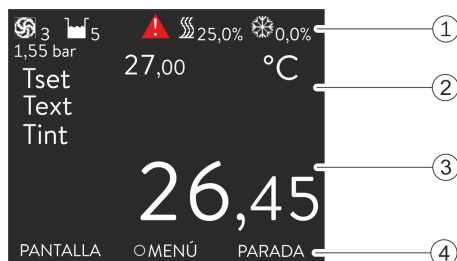 3 5 25,0% 0,0% 1
1,55 bar
27,00 °C 2
Tset
Text
Tint
26,45 3
PANTALLA MENÚ PARADA 4